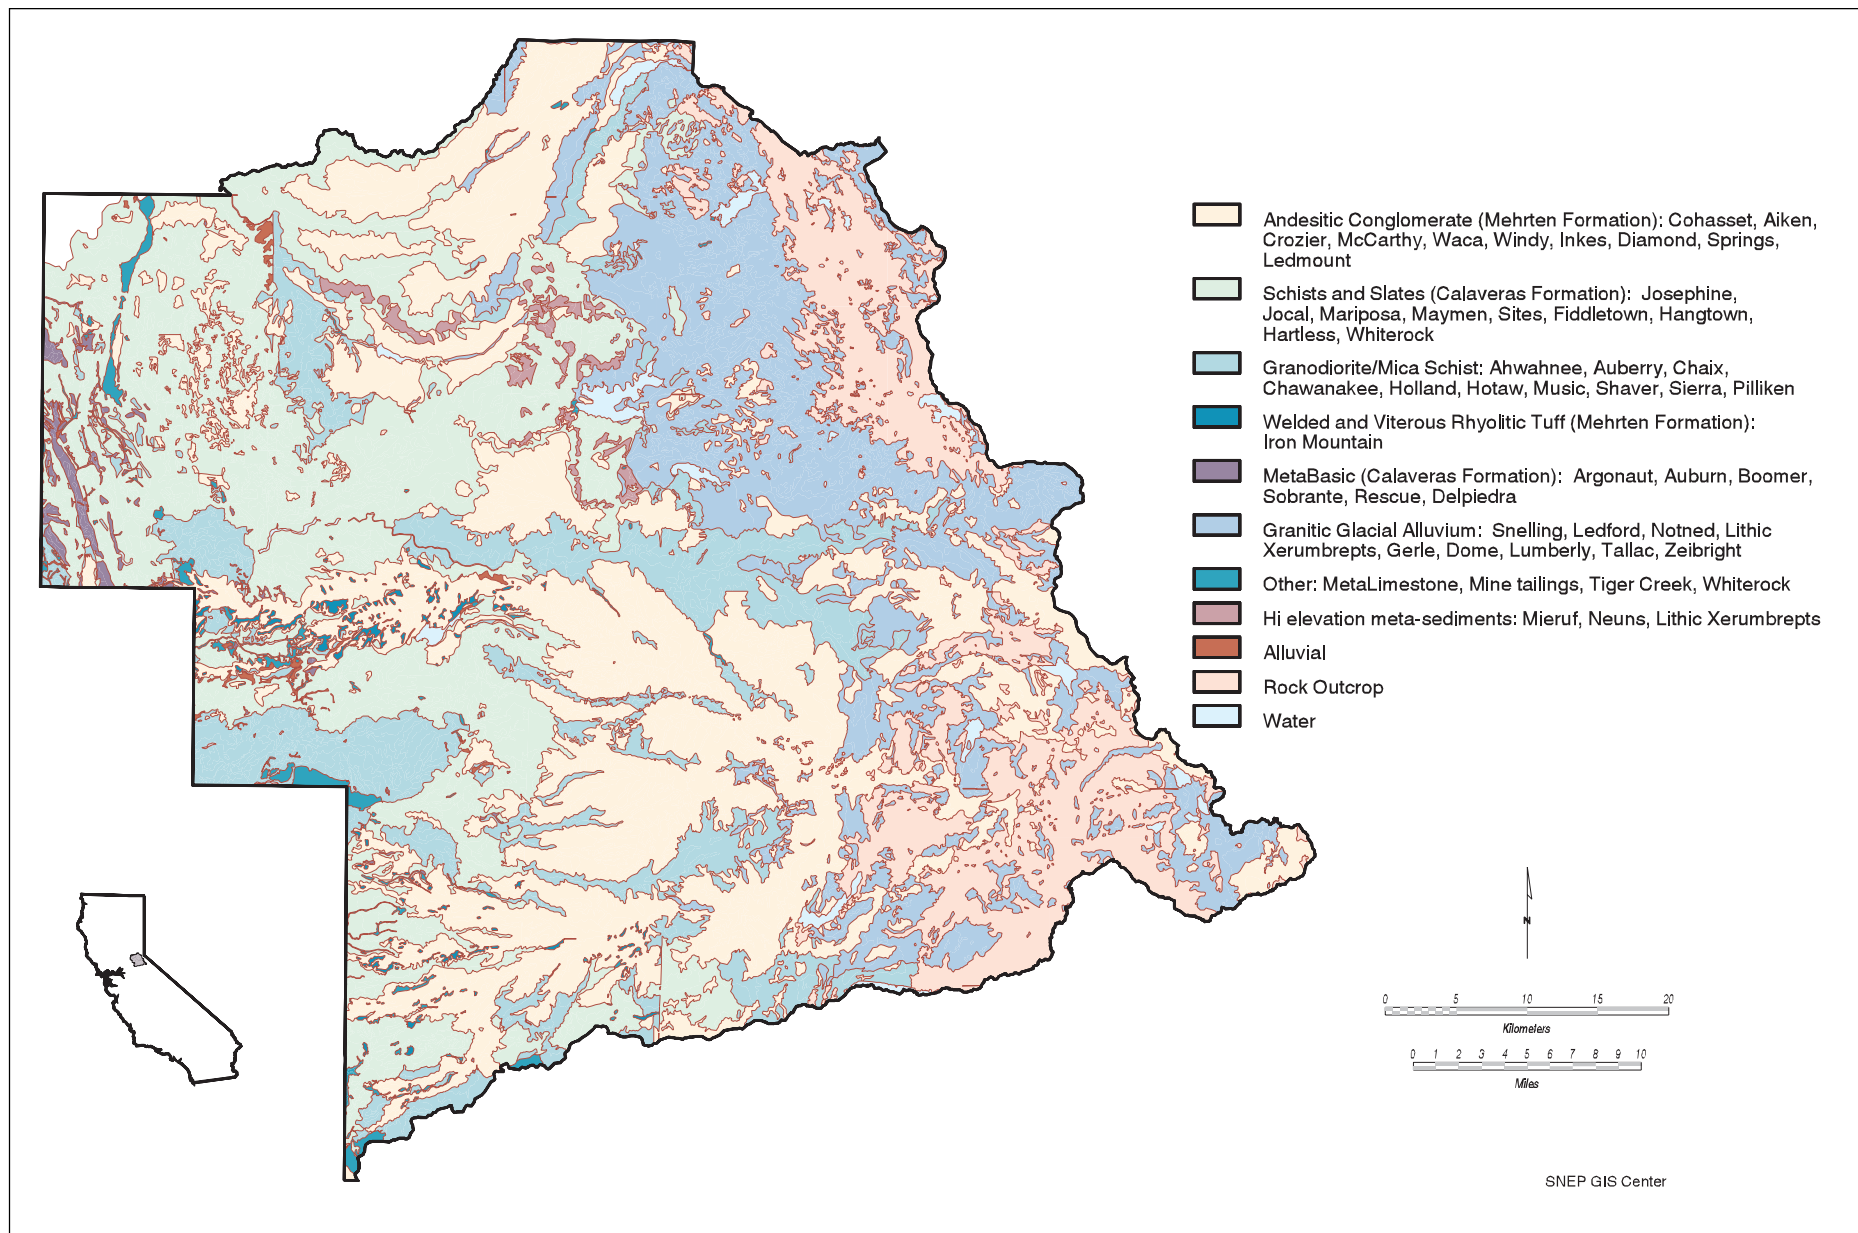 Andesitic Conglomerate (Mehrten Formation): Cohasset, Aiken,
Crozier, McCarthy, Waca, Windy, Inkes, Diamond, Springs,
Ledmount
Schists and Slates (Calaveras Formation): Josephine,
Jocal, Mariposa, Maymen, Sites, Fiddletown, Hangtown,
Hartless, Whiterock
Granodiorite/Mica Schist: Ahwahnee, Auberry, Chaix,
Chawanakee, Holland, Hotaw, Music, Shaver, Sierra, Pilliken
Welded and Viterous Rhyolitic Tuff (Mehrten Formation):
Iron Mountain
MetaBasic (Calaveras Formation): Argonaut, Auburn, Boomer,
Sobrante, Rescue, Delpiedra
Granitic Glacial Alluvium: Snelling, Ledford, Notned, Lithic
Xerumbrepts, Gerle, Dome, Lumberly, Tallac, Zeibright
Other: MetaLimestone, Mine tailings, Tiger Creek, Whiterock
Hi elevation meta-sediments: Mieruf, Neuns, Lithic Xerumbrepts
Alluvial
Rock Outcrop
Water
N
0 5 10 15 20
Kilometers
0 1 2 3 4 5 6 7 8 9 10
Miles
SNEP GIS Center